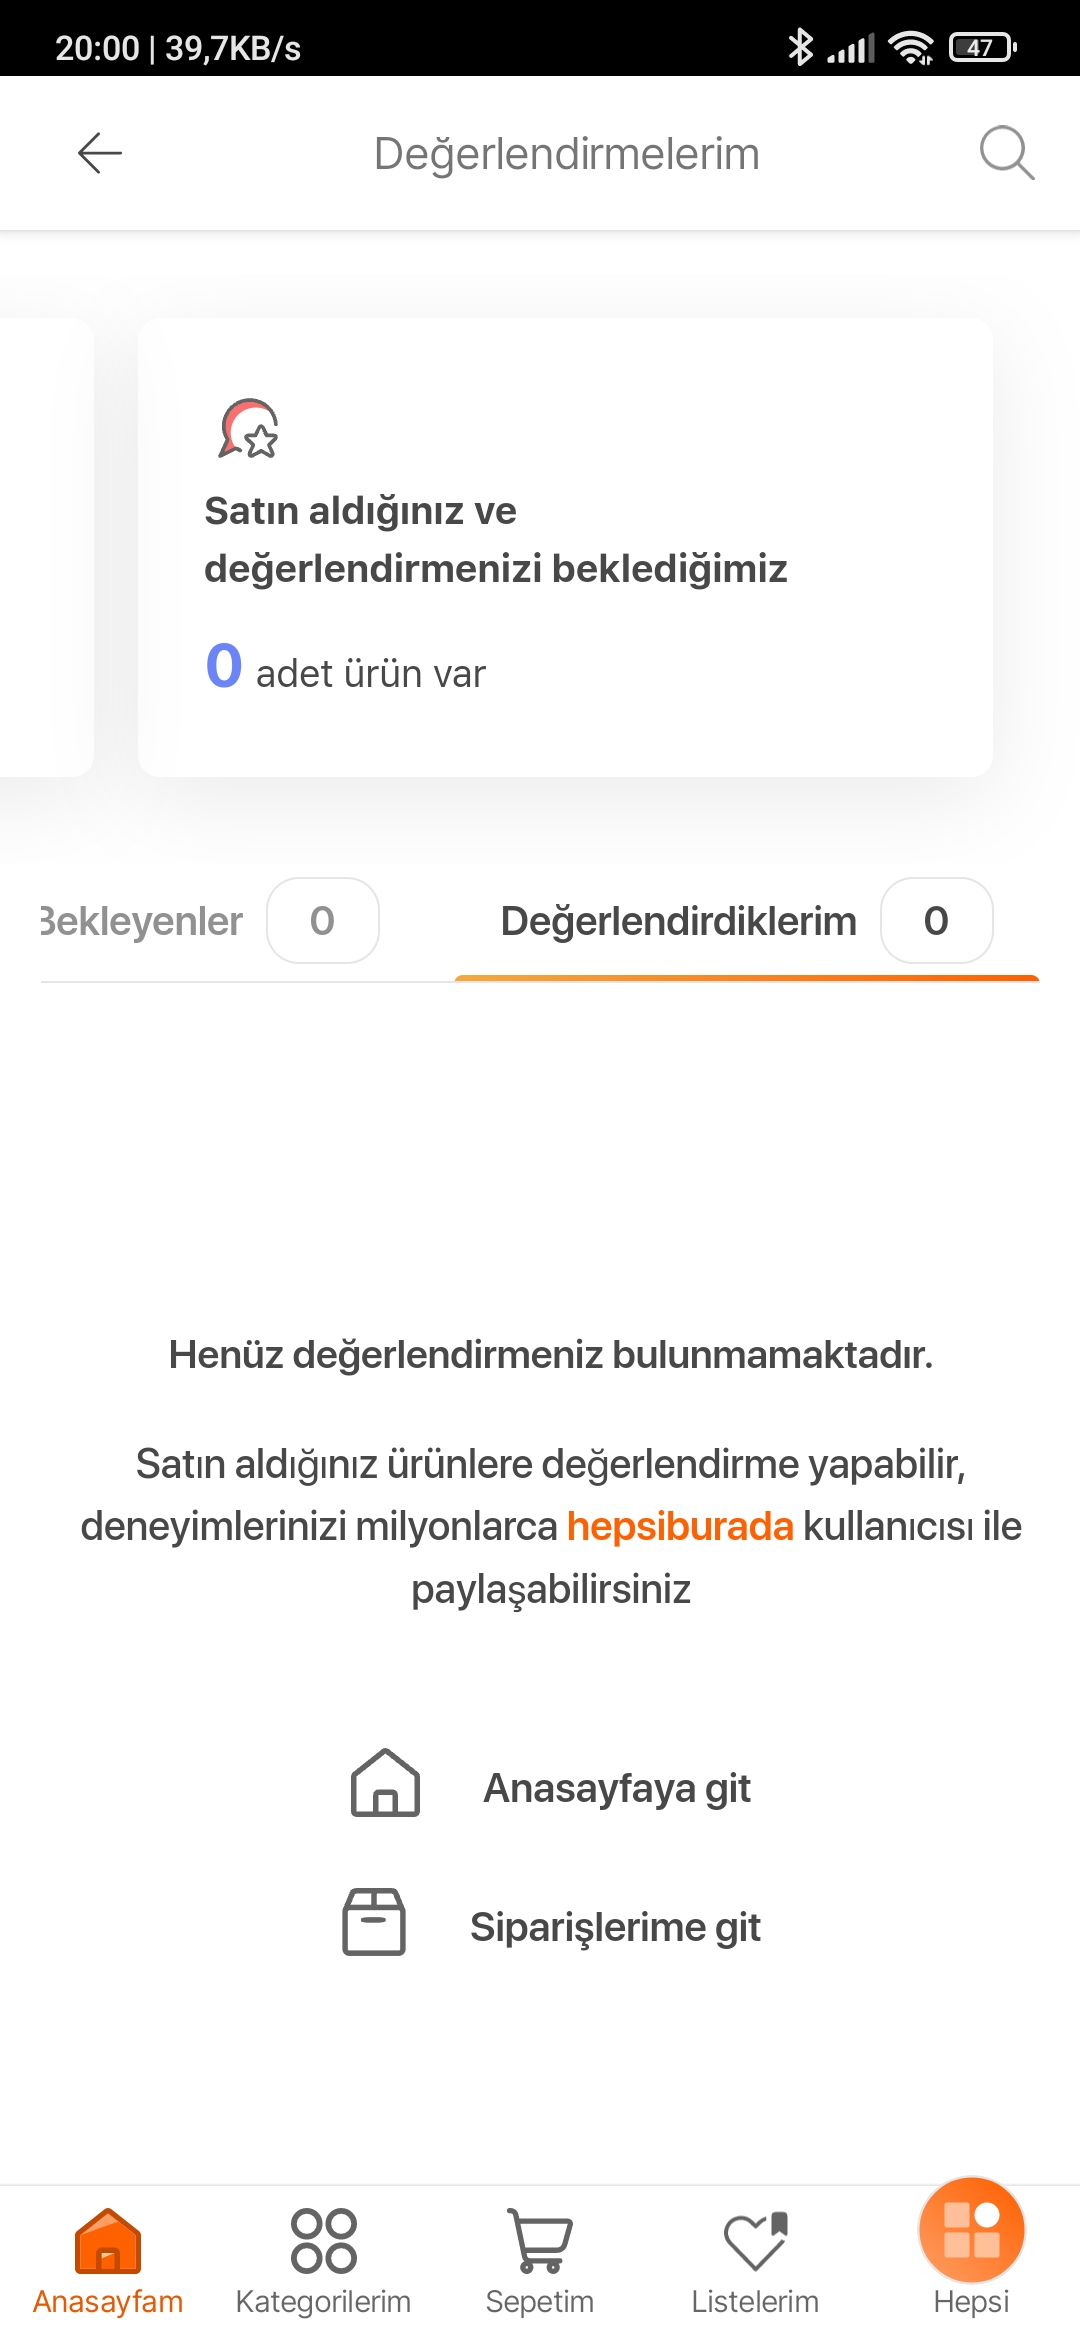 20:00 | 39,7KB/s
47
Değerlendirmelerim
Satın aldığınız ve
değerlendirmenizi beklediğimiz
0 adet ürün var
Bekleyenler 0
Değerlendirdiklerim 0
Henüz değerlendirmeniz bulunmamaktadır.
Satın aldığınız ürünlere değerlendirme yapabilir,
deneyimlerinizi milyonlarca hepsiburada kullanıcısı ile
paylaşabilirsiniz
Anasayfaya git
Siparişlerime git
Anasayfam
Kategorilerim
Sepetim
Listelerim
Hepsi